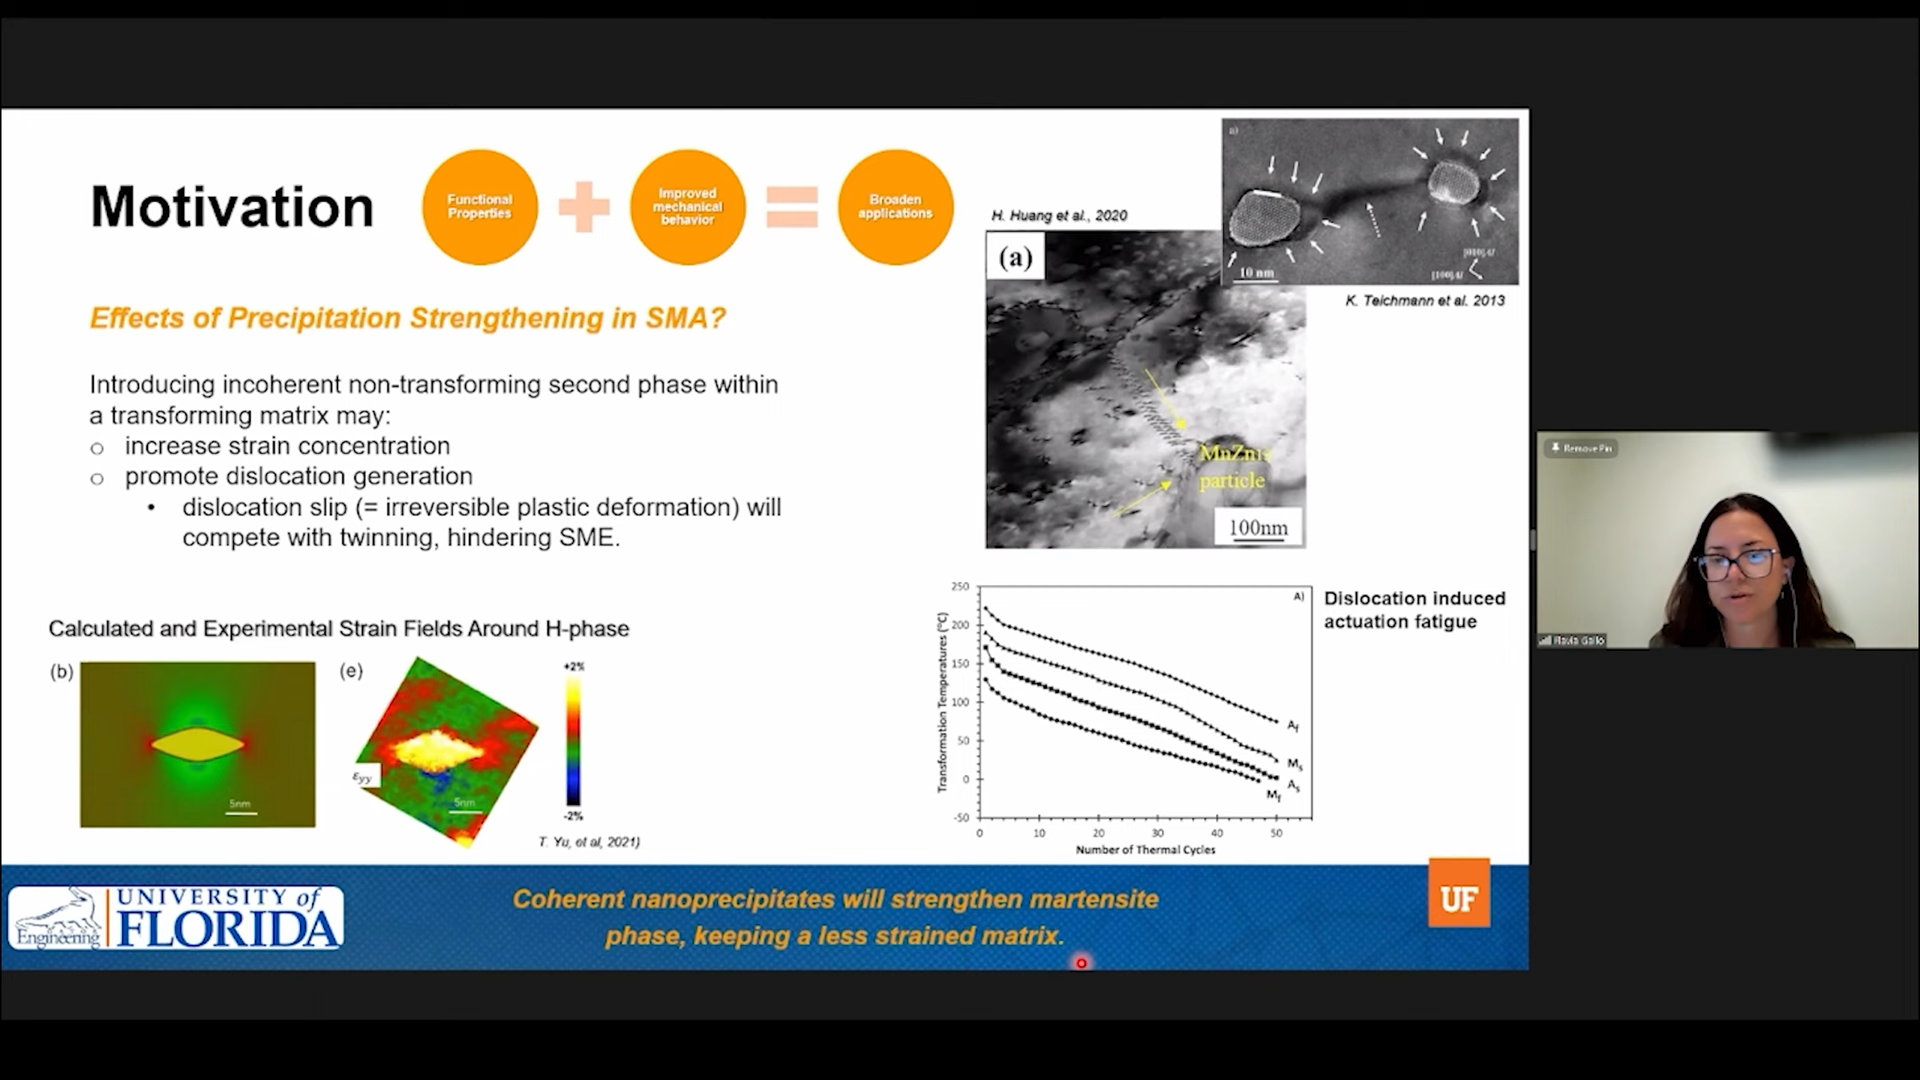 Motivation
Functional
Properties
Improved
mechanical
behavior
Broaden
applications
Effects of Precipitation Strengthening in SMA?
Introducing incoherent non-transforming second phase within
a transforming matrix may:
o increase strain concentration
o promote dislocation generation
• dislocation slip (= irreversible plastic deformation) will
compete with twinning, hindering SME.
Calculated and Experimental Strain Fields Around H-phase
(b)
5nm
(e)
εyy
5nm
+2%
-2%
T. Yu, et al, 2021)
H. Huang et al., 2020
(a)
MnZn
particle
100nm
a)
10 nm
K. Teichmann et al. 2013
Dislocation induced
actuation fatigue
A)
Transformation Temperatures (°C)
250
200
150
100
50
0
-50
0 10 20 30 40 50
Number of Thermal Cycles
Af
Ms
As
Mf
Engineering
UNIVERSITY of
FLORIDA
Coherent nanoprecipitates will strengthen martensite
phase, keeping a less strained matrix.
UF
Remove Pin
Flavia Gallo